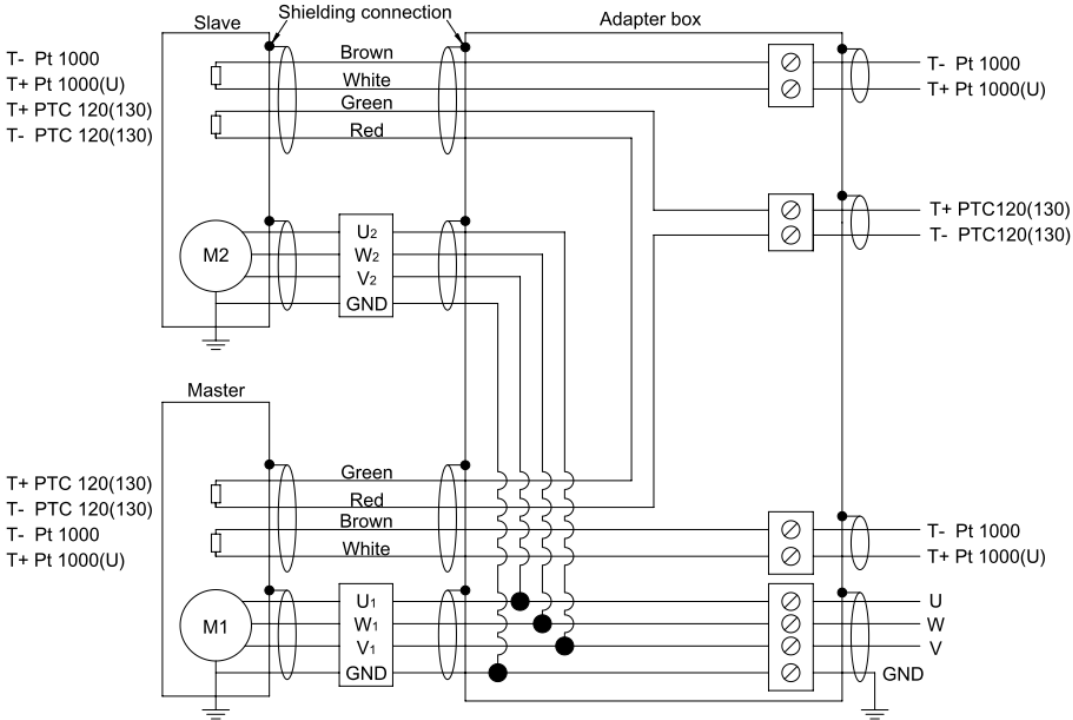 Shielding connection
Slave
Adapter box
T- Pt 1000
T+ Pt 1000(U)
T+ PTC 120(130)
T- PTC 120(130)
Brown
White
Green
Red
T- Pt 1000
T+ Pt 1000(U)
T+ PTC120(130)
T- PTC120(130)
M2
U2
W2
V2
GND
Master
T+ PTC 120(130)
T- PTC 120(130)
T- Pt 1000
T+ Pt 1000(U)
Green
Red
Brown
White
T- Pt 1000
T+ Pt 1000(U)
M1
U1
W1
V1
GND
U
W
V
GND